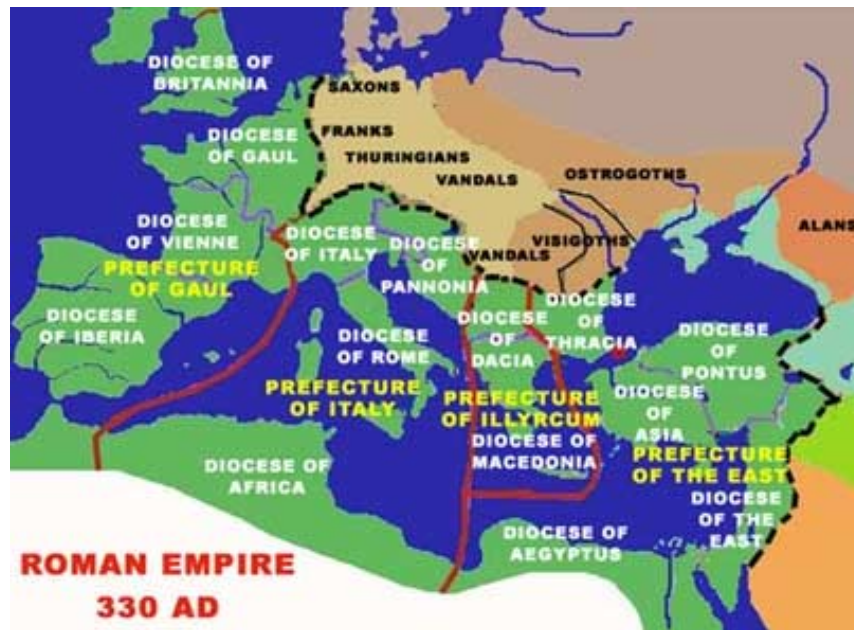 DIOCESE OF
BRITANNIA
SAXONS
DIOCESE
OF GAUL
FRANKS
THURINGIANS
VANDALS
OSTROGOTHS
ALANS
DIOCESE
OF VIENNE
DIOCESE
OF ITALY
DIOCESE
OF
PANNONIA
VANDALS
VISIGOTHS
PREFECTURE
OF GAUL
DIOCESE
OF IBERIA
DIOCESE
OF ROME
DIOCESE
OF
DACIA
DIOCESE
OF
THRACIA
DIOCESE
OF
PONTUS
PREFECTURE
OF ITALY
PREFECTURE
OF ILLYRCUM
DIOCESE
OF
ASIA
DIOCESE OF
MACEDONIA
PREFECTURE
OF THE EAST
DIOCESE OF
AFRICA
DIOCESE
OF THE
EAST
DIOCESE OF
AEGYPTUS
ROMAN EMPIRE
330 AD